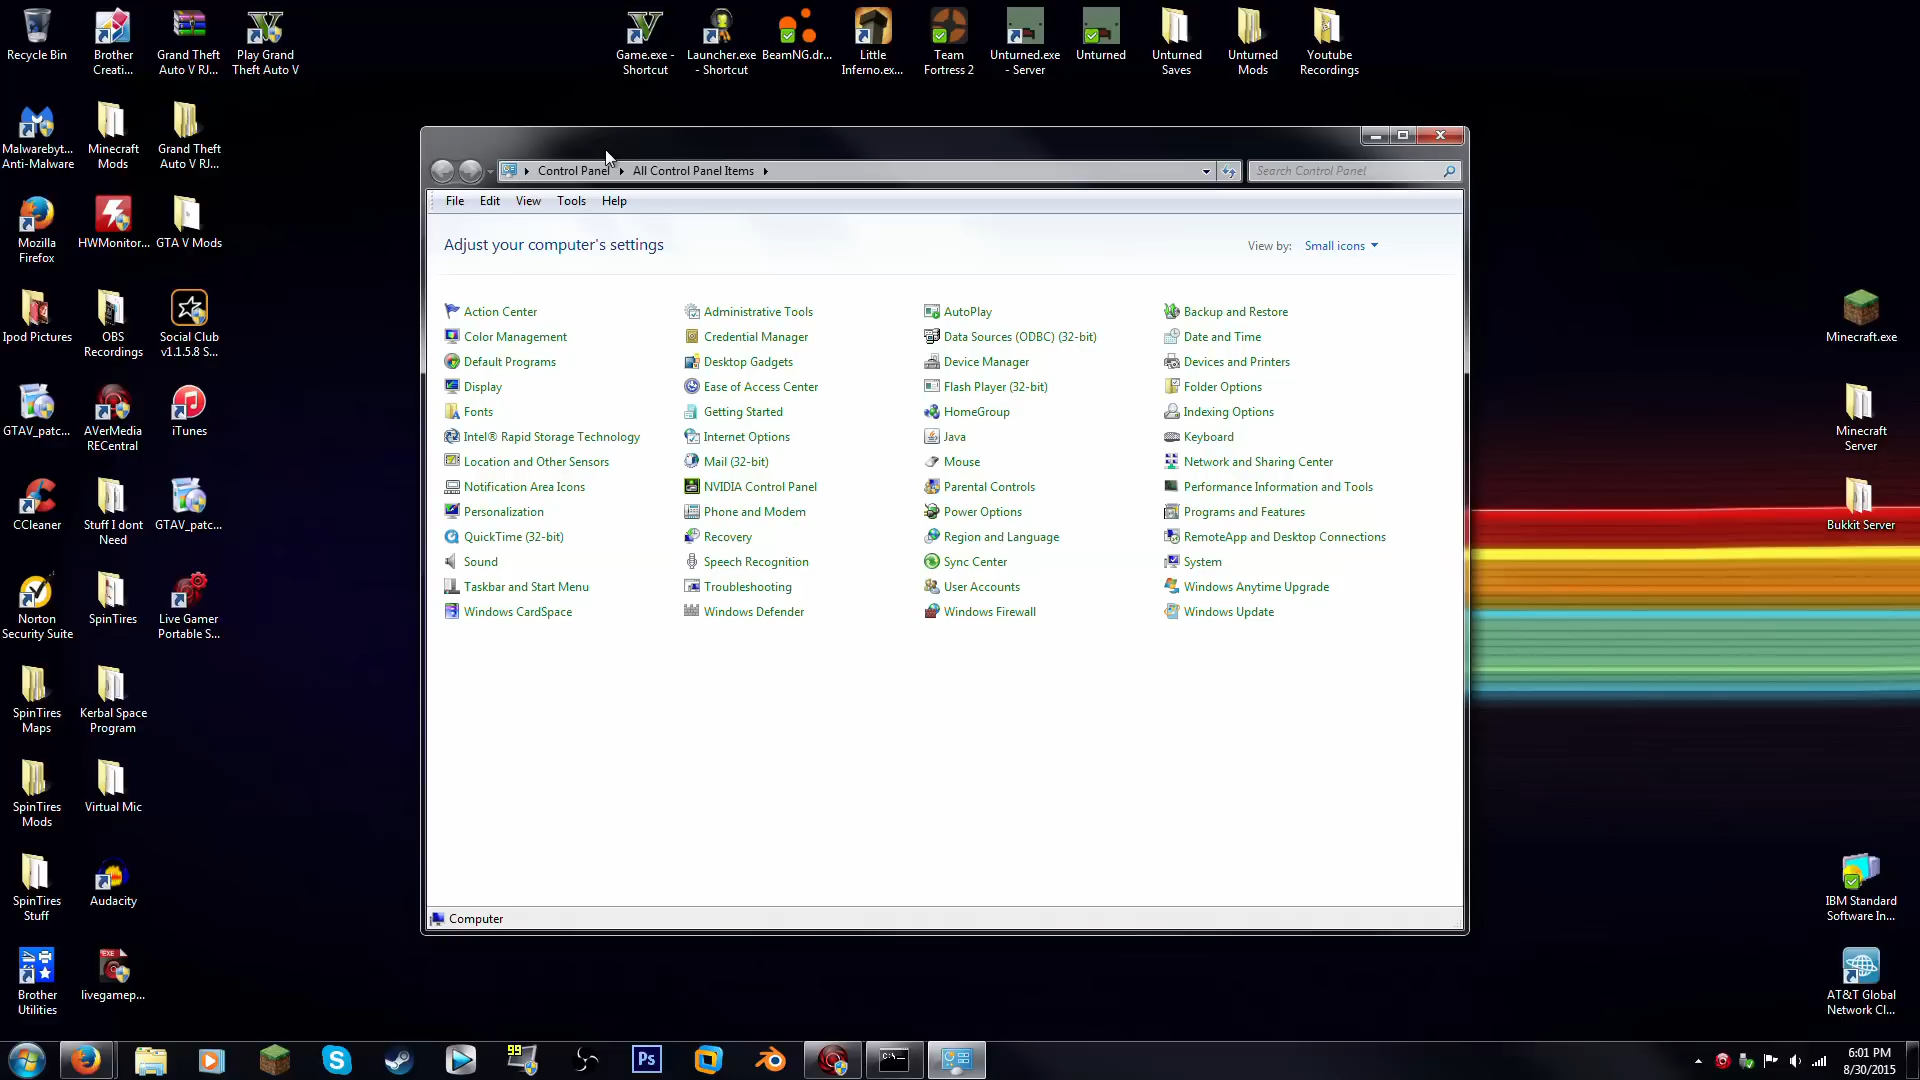 Recycle Bin
Brother
Creati...
Grand Theft
Auto V RJ...
Play Grand
Theft Auto V
Game.exe -
Shortcut
Launcher.exe
- Shortcut
BeamNG.dr...
Little
Inferno.ex...
Team
Fortress 2
Unturned.exe
- Server
Unturned
Unturned
Saves
Unturned
Mods
Youtube
Recordings
Malwarebyt...
Anti-Malware
Minecraft
Mods
Grand Theft
Auto V RJ...
Mozilla
Firefox
HWMonitor...
GTA V Mods
Ipod Pictures
OBS
Recordings
Social Club
v1.1.5.8 S...
GTAV_patc...
AVerMedia
RECentral
iTunes
CCleaner
Stuff I dont
Need
GTAV_patc...
Norton
Security Suite
SpinTires
Live Gamer
Portable S...
SpinTires
Maps
Kerbal Space
Program
SpinTires
Mods
Virtual Mic
SpinTires
Stuff
Audacity
Brother
Utilities
EXE
livegamep...
Control Panel
All Control Panel Items
Search Control Panel
File
Edit
View
Tools
Help
Adjust your computer's settings
View by:
Small icons
Action Center
Administrative Tools
AutoPlay
Backup and Restore
Color Management
Credential Manager
Data Sources (ODBC) (32-bit)
Date and Time
Default Programs
Desktop Gadgets
Device Manager
Devices and Printers
Display
Ease of Access Center
Flash Player (32-bit)
Folder Options
Fonts
Getting Started
HomeGroup
Indexing Options
Intel® Rapid Storage Technology
Internet Options
Java
Keyboard
Location and Other Sensors
Mail (32-bit)
Mouse
Network and Sharing Center
Notification Area Icons
NVIDIA Control Panel
Parental Controls
Performance Information and Tools
Personalization
Phone and Modem
Power Options
Programs and Features
QuickTime (32-bit)
Recovery
Region and Language
RemoteApp and Desktop Connections
Sound
Speech Recognition
Sync Center
System
Taskbar and Start Menu
Troubleshooting
User Accounts
Windows Anytime Upgrade
Windows CardSpace
Windows Defender
Windows Firewall
Windows Update
Computer
Minecraft.exe
Minecraft
Server
Bukkit Server
IBM Standard
Software In...
AT&T Global
Network Cl...
99
Ps
C:\
6:01 PM
8/30/2015